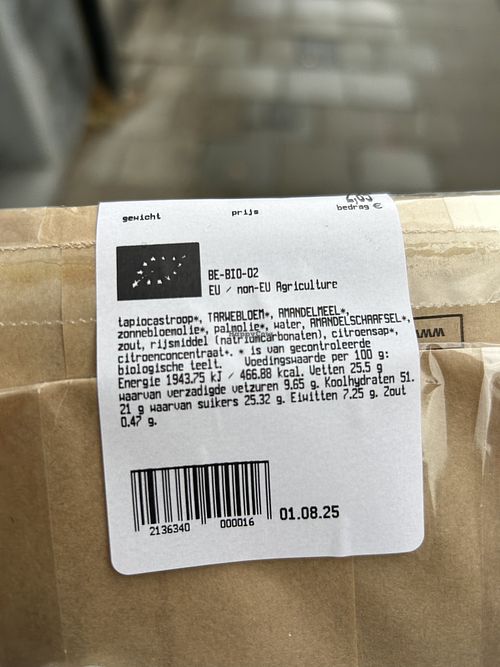 gewicht prijs bedrag €
BE-BIO-02
EU / non-EU Agriculture
tapiocastroop*, TARWEBLOEM*, AMANDELMEEL*,
zonnebloemolie*, palmolie*, water, AMANDELSCHAAFSEL*,
zout, rijsmiddel (natriumcarbonaten), citroensap*,
citroenconcentraat*. * is van gecontroleerde
biologische teelt. Voedingswaarde per 100 g:
Energie 1943.75 kJ / 466.88 kcal. Vetten 25.5 g
waarvan verzadigde vetzuren 9.65 g. Koolhydraten 51.
21 g waarvan suikers 25.32 g. Eiwitten 7.25 g. Zout
0.47 g.
2136340 000016
01.08.25